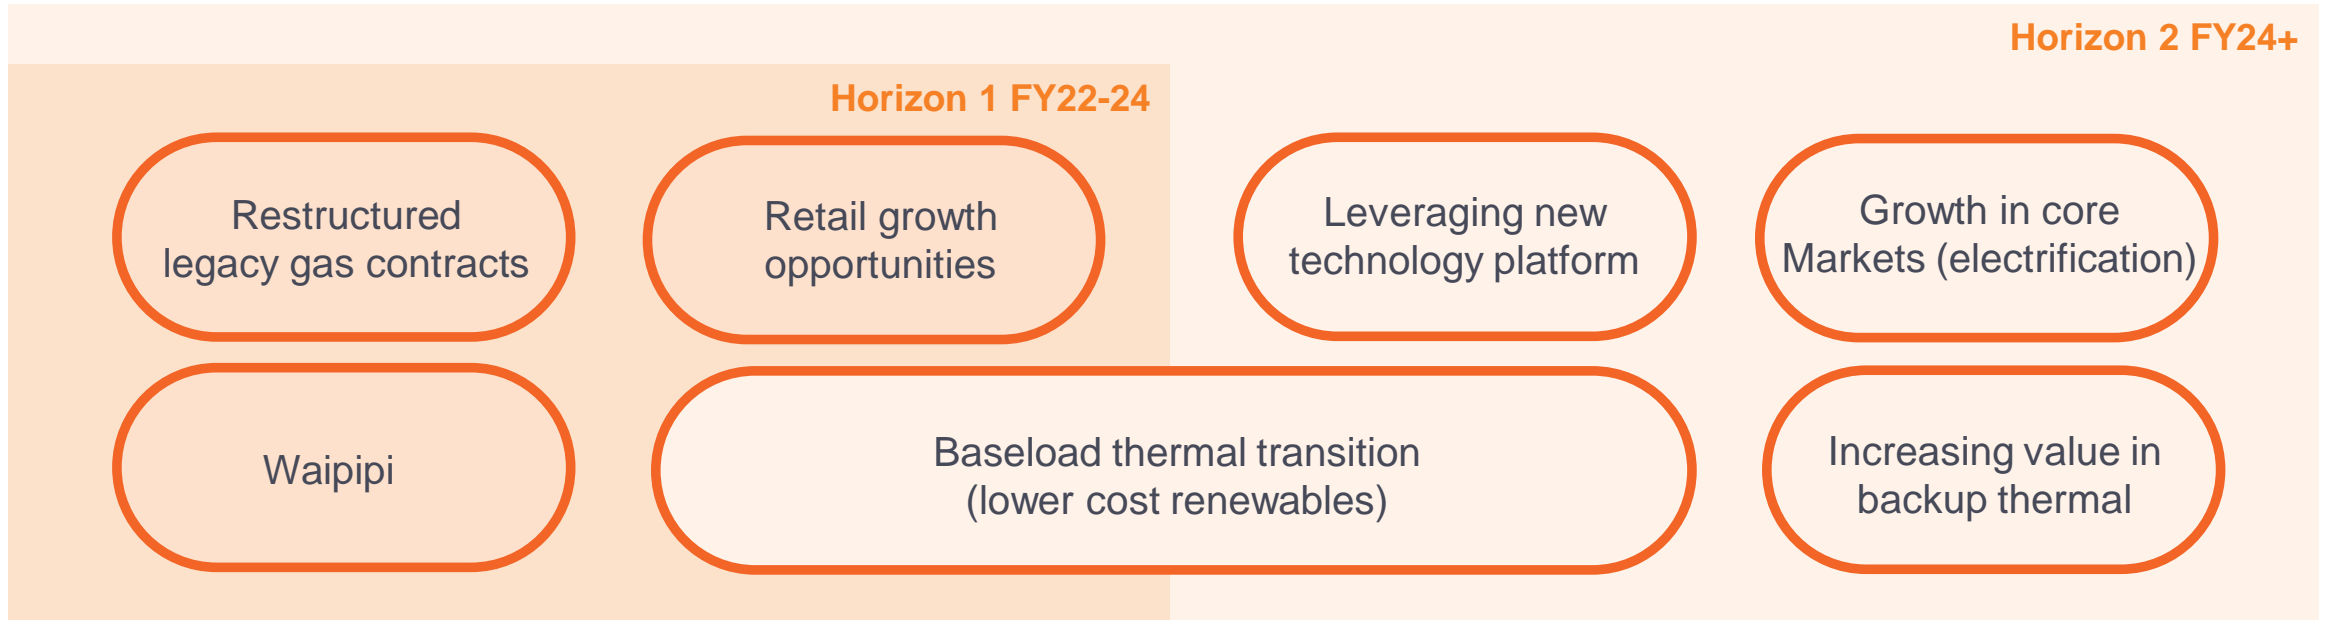 Horizon 2 FY24+
Horizon 1 FY22-24
Restructured
legacy gas contracts
Retail growth
opportunities
Leveraging new
technology platform
Growth in core
Markets (electrification)
Waipipi
Baseload thermal transition
(lower cost renewables)
Increasing value in
backup thermal